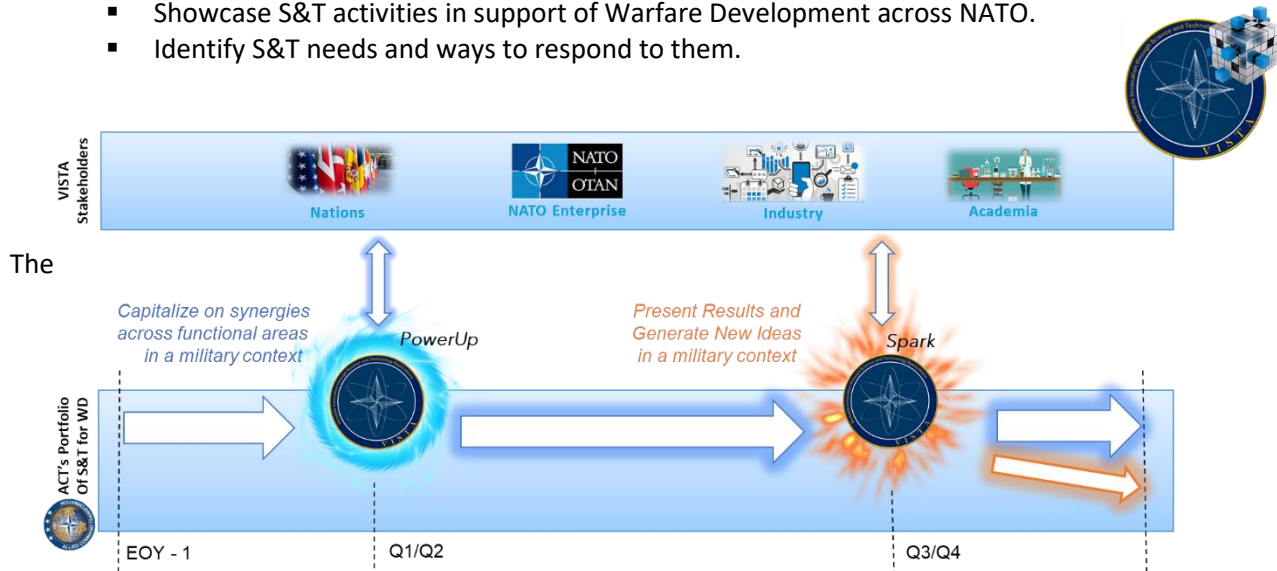 ▪ Showcase S&T activities in support of Warfare Development across NATO.
▪ Identify S&T needs and ways to respond to them.
VISTA
VISTA
Stakeholders
NATO
OTAN
Nations
NATO Enterprise
Industry
Academia
The
Capitalize on synergies
across functional areas
in a military context
PowerUp
Present Results and
Generate New Ideas
in a military context
Spark
VISTA
VISTA
ACT's Portfolio
Of S&T for WD
EOY - 1
Q1/Q2
Q3/Q4